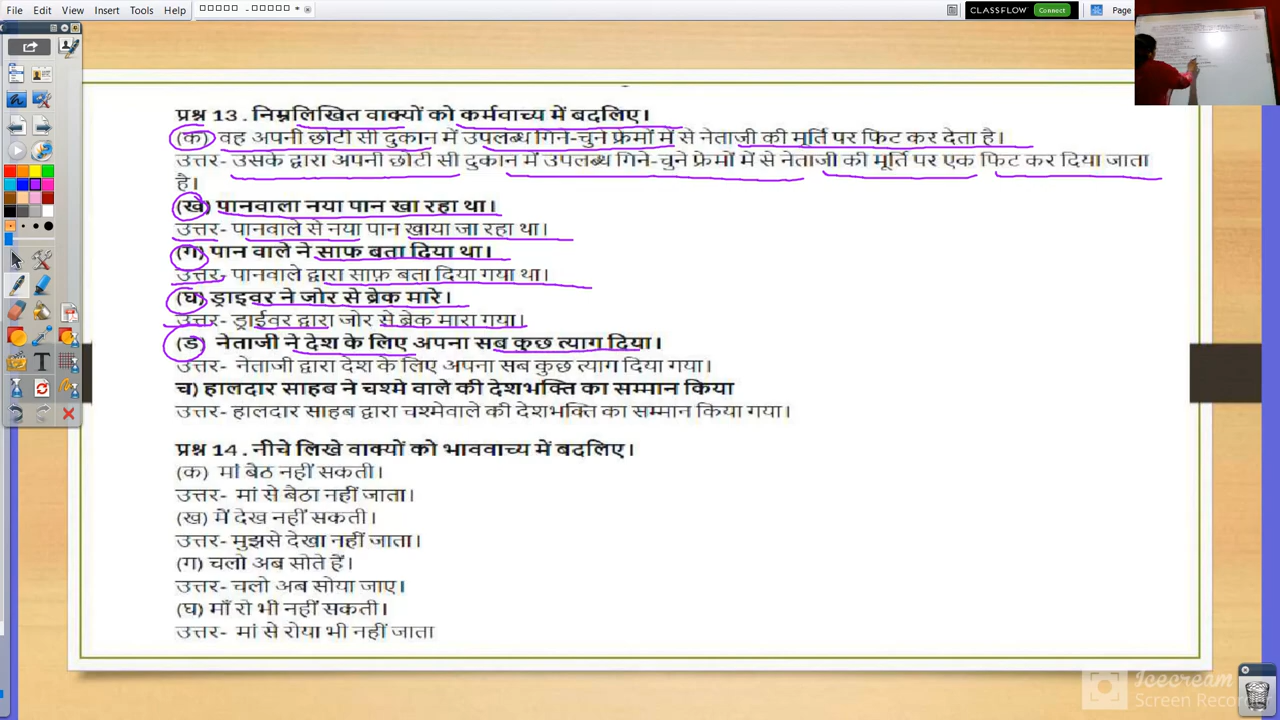 File Edit View Insert Tools Help
CLASSFLOW Connect Page
प्रश्न 13 . निम्नलिखित वाक्यों को कर्मवाच्य में बदलिए।
(क) वह अपनी छोटी सी दुकान में उपलब्ध गिने-चुने फ्रेमों में से नेताजी की मूर्ति पर फिट कर देता है।
उत्तर- उसके द्वारा अपनी छोटी सी दुकान में उपलब्ध गिने-चुने फ्रेमों में से नेताजी की मूर्ति पर एक फिट कर दिया जाता
है।
(ख) पानवाला नया पान खा रहा था।
उत्तर- पानवाले से नया पान खाया जा रहा था।
(ग) पान वाले ने साफ बता दिया था।
उत्तर- पानवाले द्वारा साफ़ बता दिया गया था।
(घ) ड्राइवर ने जोर से ब्रेक मारे।
उत्तर- ड्राईवर द्वारा जोर से ब्रेक मारा गया।
(ड) नेताजी ने देश के लिए अपना सब कुछ त्याग दिया।
उत्तर- नेताजी द्वारा देश के लिए अपना सब कुछ त्याग दिया गया।
च) हालदार साहब ने चश्मे वाले की देशभक्ति का सम्मान किया
उत्तर- हालदार साहब द्वारा चश्मेवाले की देशभक्ति का सम्मान किया गया।
प्रश्न 14 . नीचे लिखे वाक्यों को भाववाच्य में बदलिए।
(क) मां बेठ नहीं सकती।
उत्तर- मां से बैठा नहीं जाता।
(ख) में देख नहीं सकती।
उत्तर- मुझसे देखा नहीं जाता।
(ग) चलो अब सोते हैं।
उत्तर- चलो अब सोया जाए।
(घ) माँ रो भी नहीं सकती।
उत्तर- मां से रोया भी नहीं जाता
Icecream
Screen Recorder